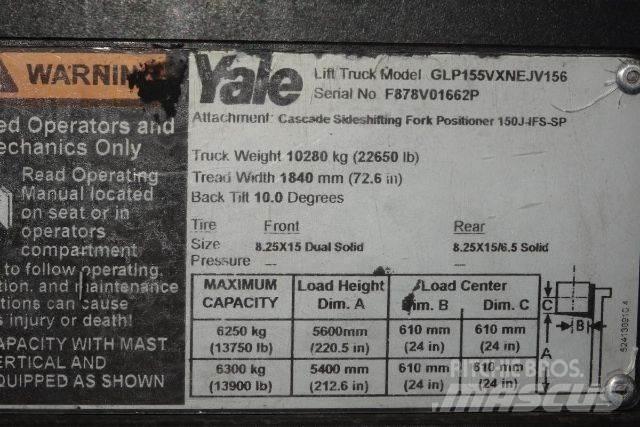 WARNING
ed Operators and
echanics Only
Read Operating
Manual located
on seat or in
operators
compartment
to follow operating,
tion, and maintenance
tions can cause
s injury or death!
APACITY WITH MAST
ERTICAL AND
QUIPPED AS SHOWN
Yale
Lift Truck Model GLP155VXNEJV156
Serial No. F878V01662P
Attachment: Cascade Sideshifting Fork Positioner 150J-IFS-SP
Truck Weight 10280 kg (22650 lb)
Tread Width 1840 mm (72.6 in)
Back Tilt 10.0 Degrees
Tire Front Rear
Size 8.25X15 Dual Solid 8.25X15/6.5 Solid
Pressure — —
MAXIMUM CAPACITY Load Height Dim. A Load Center Dim. B Dim. C
6250 kg (13750 lb) 5600mm (220.5 in) 610 mm (24 in) 610 mm (24 in)
6300 kg (13900 lb) 5400 mm (212.6 in) 610 mm (24 in) 610 mm (24 in)
C
B
A
RITCHIE BROS.
MASCUS